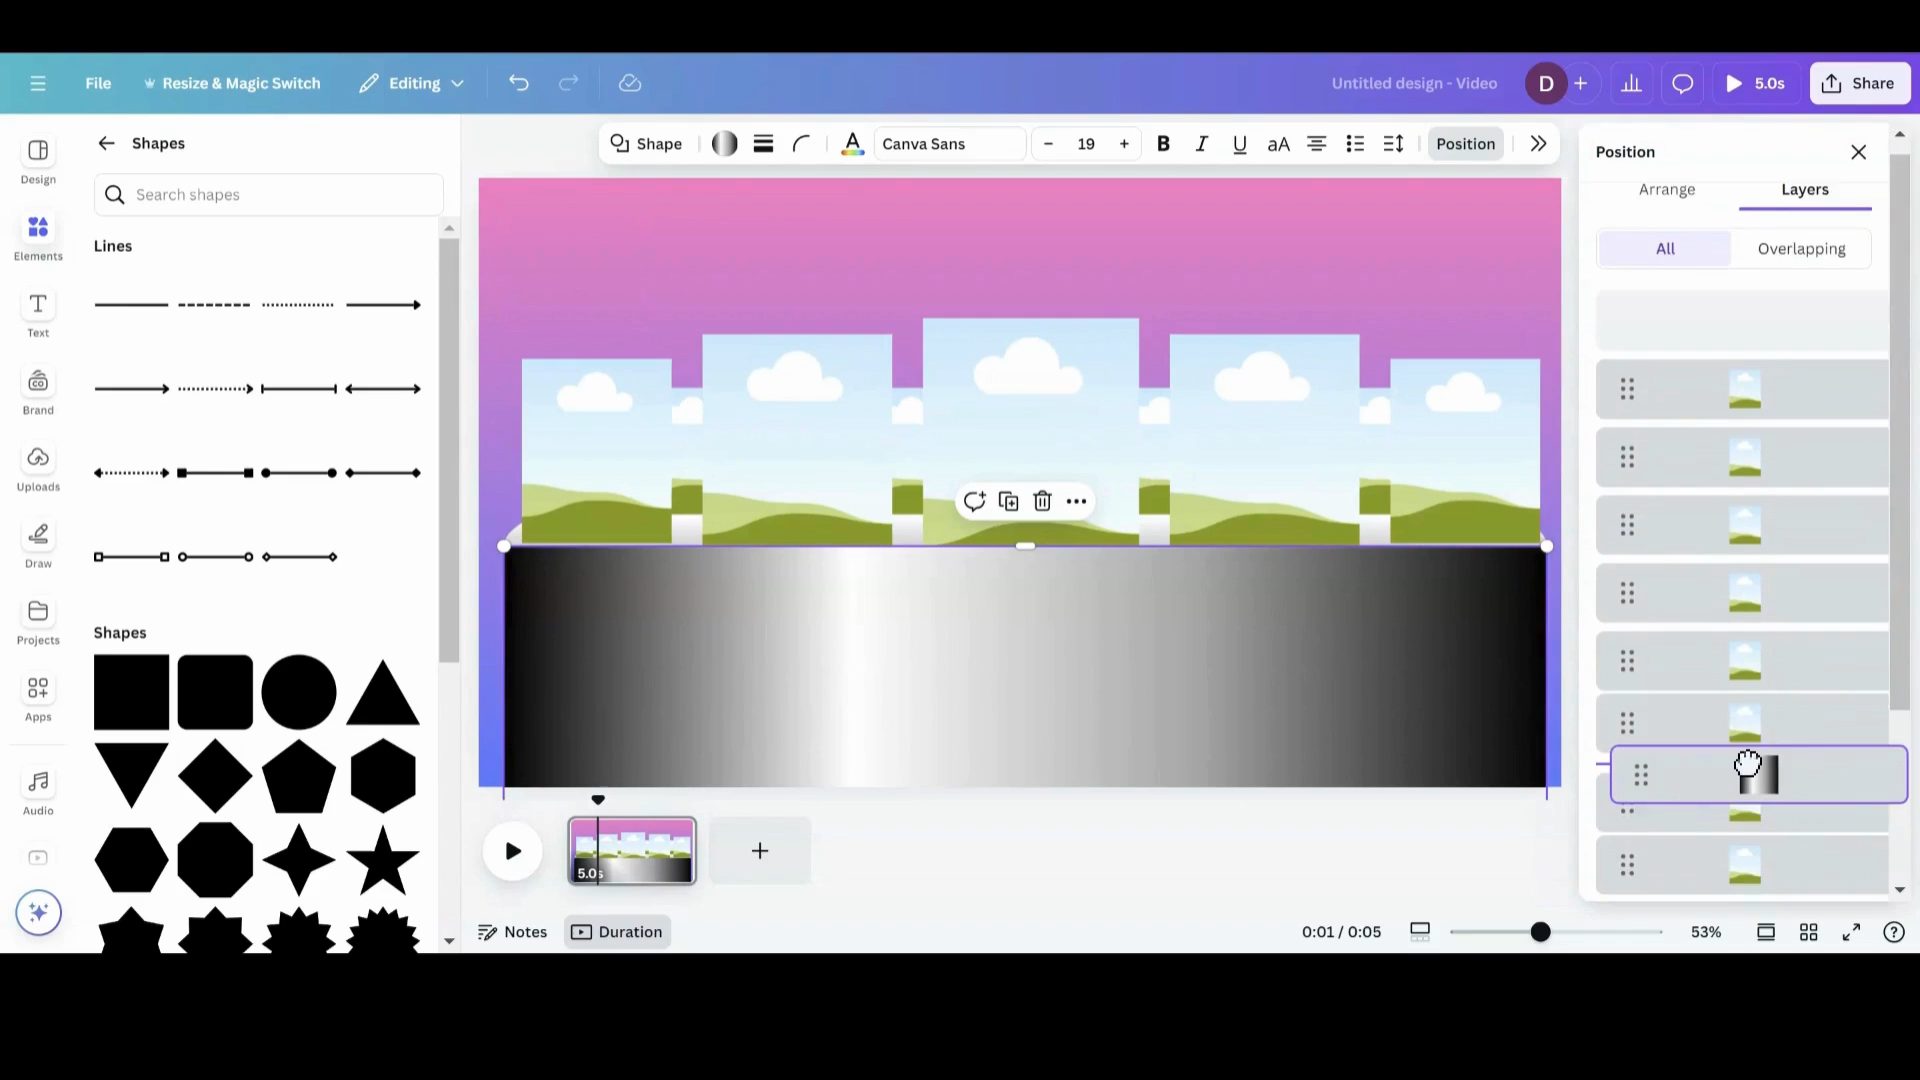 File
Resize & Magic Switch
Editing
Untitled design - Video
D
5.0s
Share
Design
Elements
Text
Brand
Uploads
Draw
Projects
Apps
Audio
Shapes
Search shapes
Lines
Shapes
Shape
A
Canva Sans
- 19 +
B I U aA
Position
Position
Arrange
Layers
All
Overlapping
5.0s
Notes
Duration
0:01 / 0:05
53%